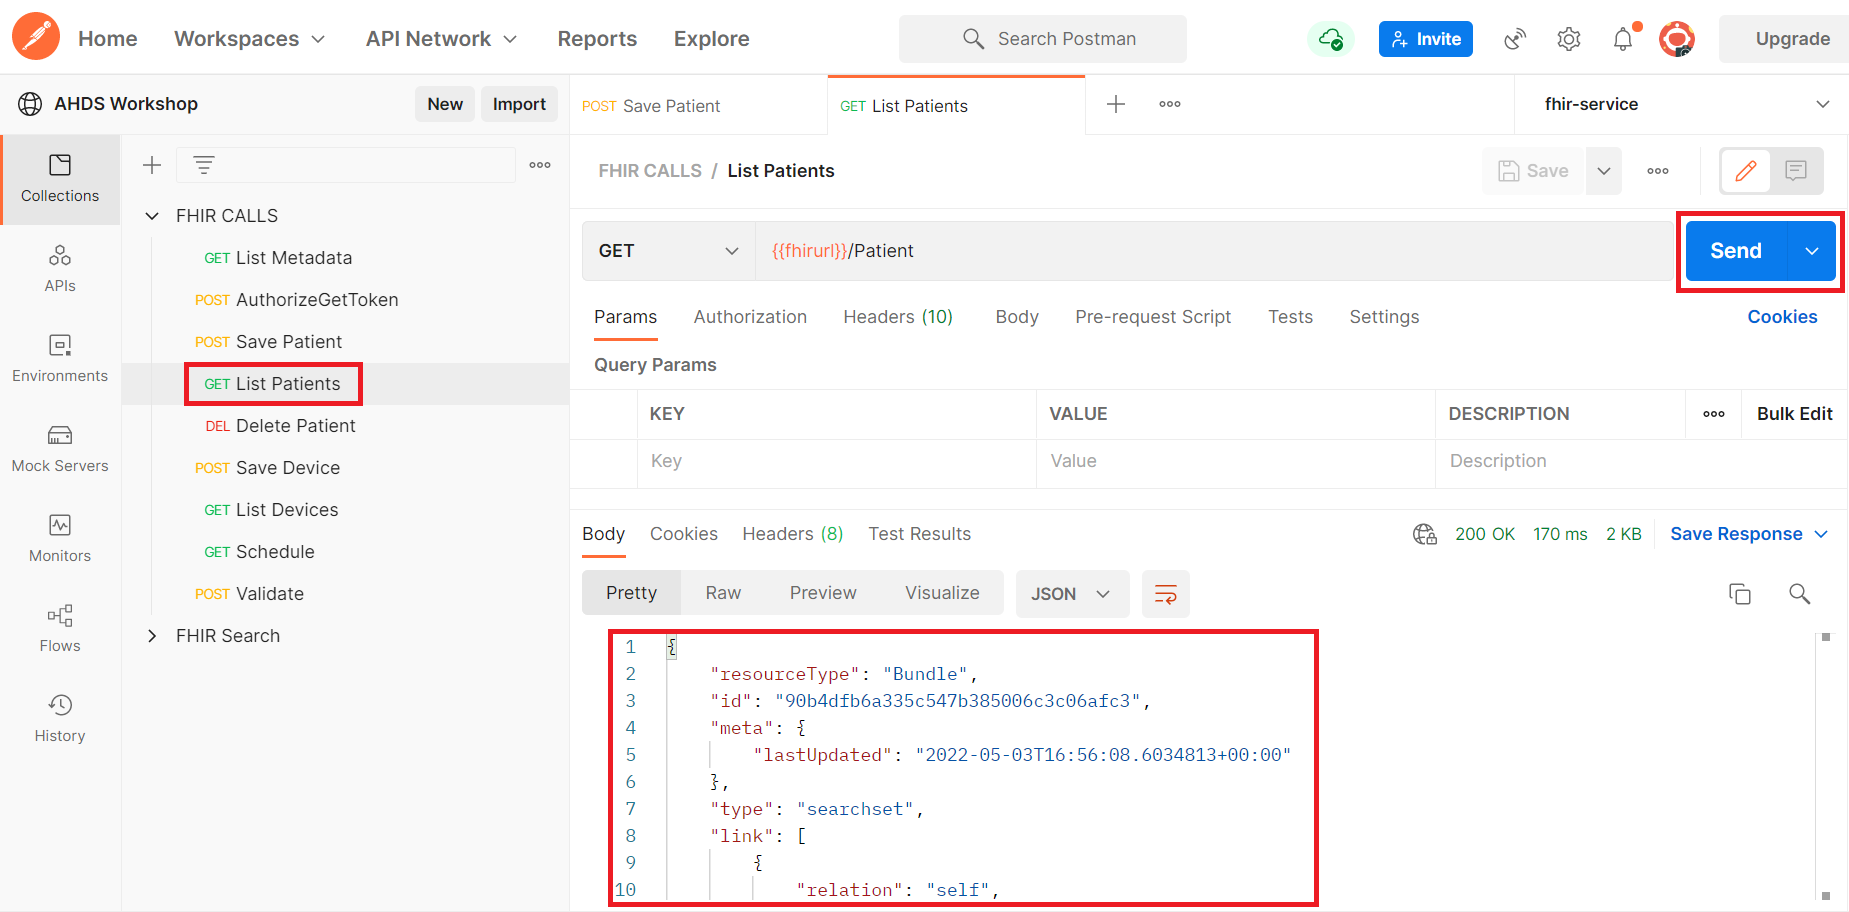 Home
Workspaces
API Network
Reports
Explore
Search Postman
Invite
Upgrade
AHDS Workshop
New
Import
POST Save Patient
GET List Patients
fhir-service
Collections
APIs
Environments
Mock Servers
Monitors
Flows
History
FHIR CALLS
GET List Metadata
POST AuthorizeGetToken
POST Save Patient
GET List Patients
DEL Delete Patient
POST Save Device
GET List Devices
GET Schedule
POST Validate
FHIR Search
FHIR CALLS / List Patients
Save
GET
{{fhirurl}}/Patient
Send
Params
Authorization
Headers (10)
Body
Pre-request Script
Tests
Settings
Cookies
Query Params
KEY
VALUE
DESCRIPTION
Bulk Edit
Key
Value
Description
Body
Cookies
Headers (8)
Test Results
200 OK
170 ms
2 KB
Save Response
Pretty
Raw
Preview
Visualize
JSON
1 {
2 "resourceType": "Bundle",
3 "id": "90b4dfb6a335c547b385006c3c06afc3",
4 "meta": {
5 "lastUpdated": "2022-05-03T16:56:08.6034813+00:00"
6 },
7 "type": "searchset",
8 "link": [
9 {
10 "relation": "self",